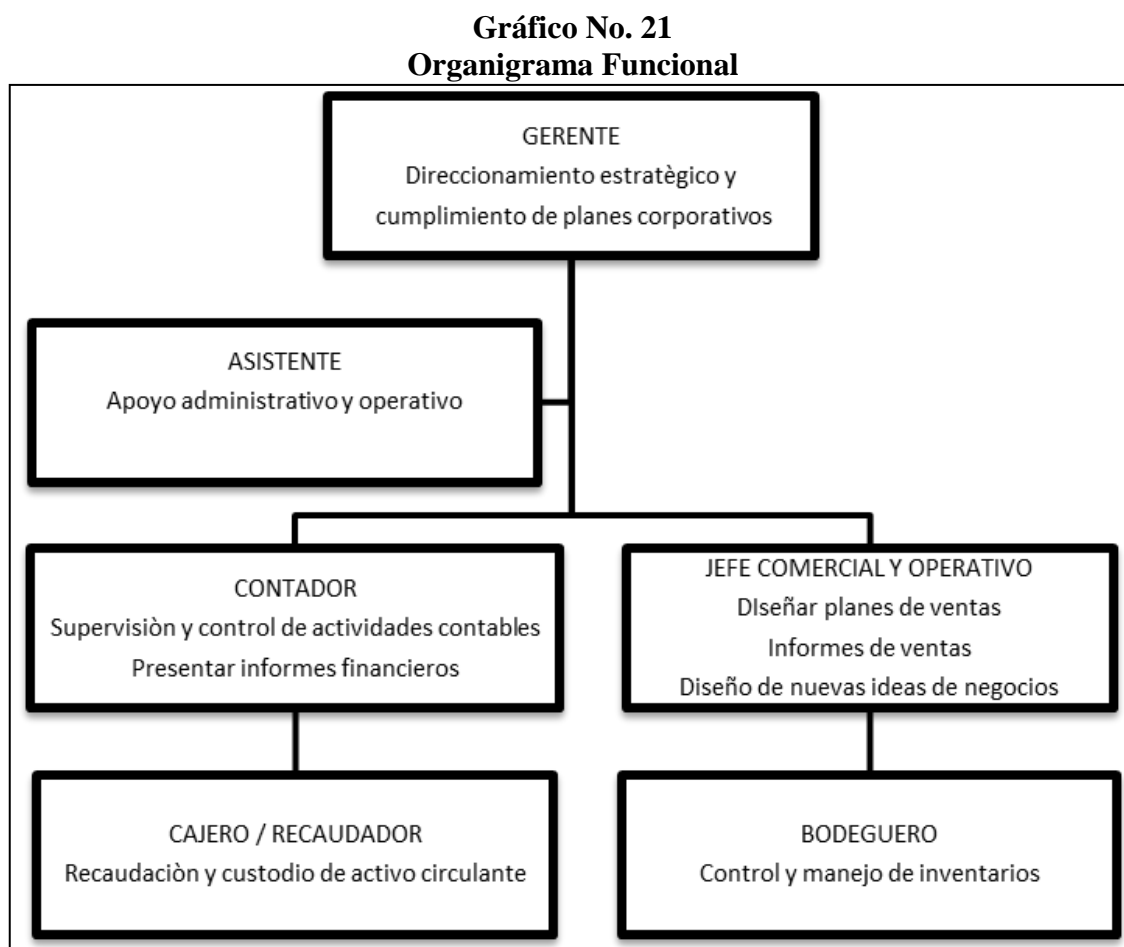 Gráfico No. 21
Organigrama Funcional
GERENTE
Direccionamiento estratègico y
cumplimiento de planes corporativos
ASISTENTE
Apoyo administrativo y operativo
CONTADOR
Supervisiòn y control de actividades contables
Presentar informes financieros
JEFE COMERCIAL Y OPERATIVO
DIseñar planes de ventas
Informes de ventas
Diseño de nuevas ideas de negocios
CAJERO / RECAUDADOR
Recaudaciòn y custodio de activo circulante
BODEGUERO
Control y manejo de inventarios